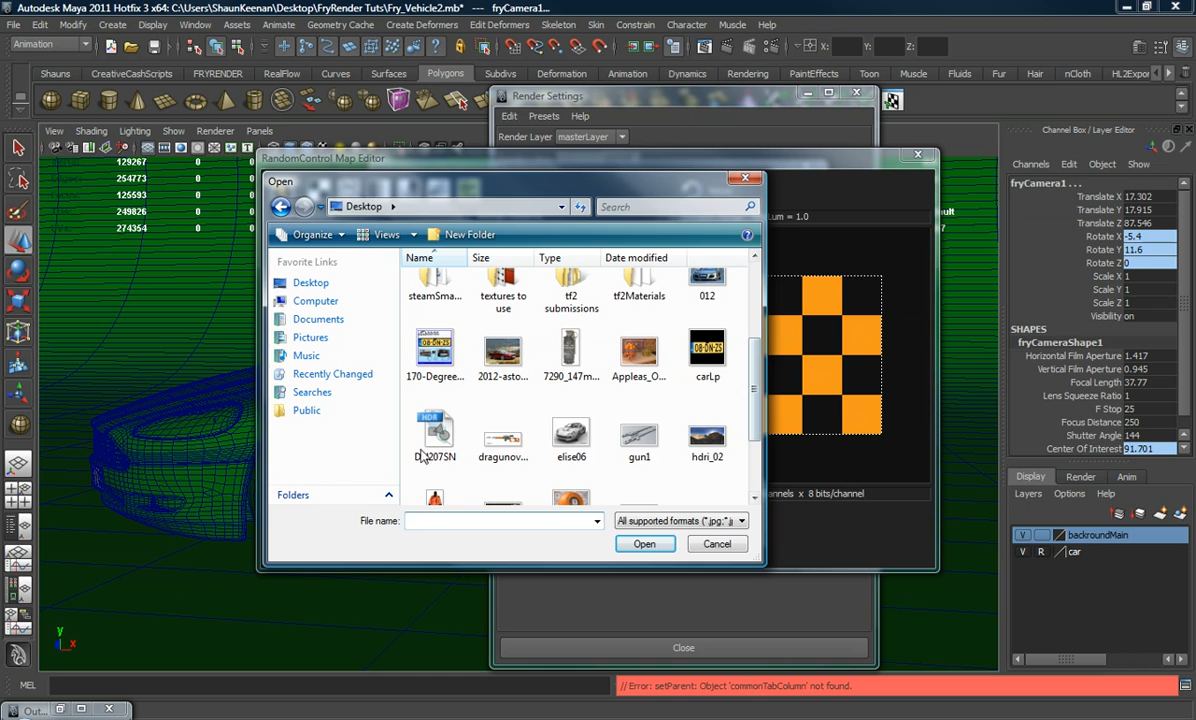 Autodesk Maya 2011 Hotfix 3 x64: C:\Users\ShaunKeenan\Desktop\FryRender Tuts\Fry_Vehicle2.mb* --- fryCamera1...
File Edit Modify Create Display Window Assets Animate Geometry Cache Create Deformers Edit Deformers Skeleton Skin Constrain Character Muscle Help
Animation X: Y: Z:
Shauns CreativeCashScripts FRYRENDER RealFlow Curves Surfaces Polygons Subdivs Deformation Animation Dynamics Rendering PaintEffects Toon Muscle Fluids Fur Hair nCloth HL2Expor
Render Settings
Edit Presets Help
Render Layer masterLayer
View Shading Lighting Show Renderer Panels
129267 0 0
254773 0 0
125593 0 0
249826 0 0
274354 0 0
RandomControl Map Editor
Open
Desktop
Search
Organize Views New Folder
Favorite Links
Desktop
Computer
Documents
Pictures
Music
Recently Changed
Searches
Public
Folders
Name Size Type Date modified
steamSma... textures to use tf2 submissions tf2Materials 012
170-Degree... 2012-asto... 7290_147m... Appleas_O... carLp
HDR
207SN dragunov... elise06 gun1 hdri_02
File name: All supported formats (*.jpg;*.j
Open Cancel
Lum = 1.0
annels x 8 bits/channel
Close
Channel Box / Layer Editor
Channels Edit Object Show
fryCamera1 . . .
Translate X 17.302
Translate Y 17.915
Translate Z 87.546
Rotate X -5.4
Rotate Y 11.6
Rotate Z 0
Scale X 1
Scale Y 1
Scale Z 1
Visibility on
SHAPES
fryCameraShape1
Horizontal Film Aperture 1.417
Vertical Film Aperture 0.945
Focal Length 37.77
Lens Squeeze Ratio 1
F Stop 25
Focus Distance 250
Shutter Angle 144
Center Of Interest 91.701
Display Render Anim
Layers Options Help
V backroundMain
V R car
y
x
MEL
// Error: setParent: Object 'commonTabColumn' not found.
Out...